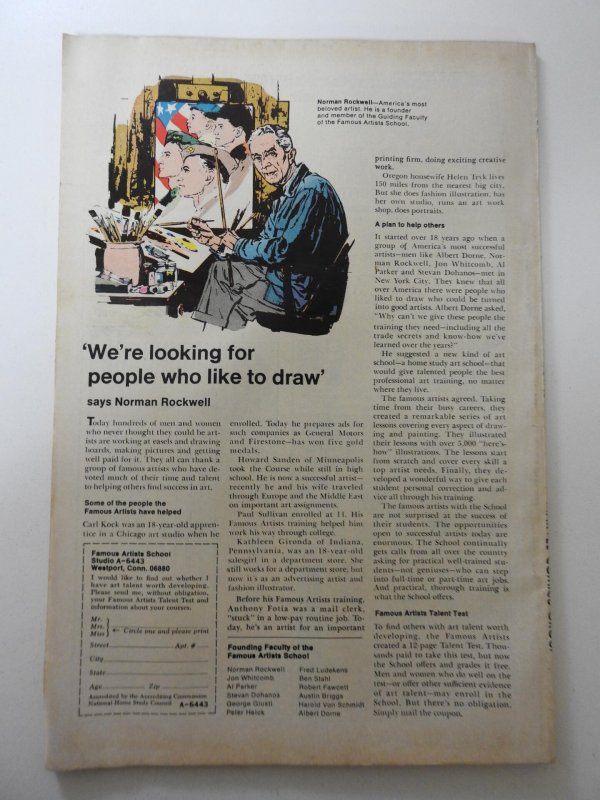 Norman Rockwell—America's most
beloved artist. He is a founder
and member of the Guiding Faculty
of the Famous Artists School.
'We're looking for
people who like to draw'
says Norman Rockwell
Today hundreds of men and women
who never thought they could be art-
ists are working at easels and drawing
boards, making pictures and getting
well paid for it. They all can thank a
group of famous artists who have de-
voted much of their time and talent
to helping others find success in art.
Some of the people the
Famous Artists have helped
Carl Kock was an 18-year-old appren-
tice in a Chicago art studio when he
enrolled. Today he prepares ads for
such companies as General Motors
and Firestone—has won five gold
medals.
Howard Sanden of Minneapolis
took the Course while still in high
school. He is now a successful artist—
recently he and his wife traveled
through Europe and the Middle East
on important art assignments.
Paul Sullivan enrolled at 14. His
Famous Artists training helped him
work his way through college.
Kathleen Gironda of Indiana,
Pennsylvania, was an 18-year-old
salesgirl in a department store. She
still works for a department store, but
now it's as an advertising artist and
fashion illustrator.
Before his Famous Artists training,
Anthony Fotia was a mail clerk,
"stuck" in a low-pay routine job. To-
day, he's an artist for an important
printing firm, doing exciting creative
work.
Oregon housewife Helen Tryk lives
150 miles from the nearest big city.
But she does fashion illustration, has
her own studio, runs an art work
shop, does portraits.
A plan to help others
It started over 18 years ago when a
group of America's most successful
artists—men like Albert Dorne, Nor-
man Rockwell, Jon Whitcomb, Al
Parker and Stevan Dohanos—met in
New York City. They knew that all
over America there were people who
liked to draw who could be turned
into good artists. Albert Dorne asked,
"Why can't we give these people the
training they need—including all the
trade secrets and know-how we've
learned over the years?"
He suggested a new kind of art
school—a home study art school—that
would give talented people the best
professional art training, no matter
where they live.
The famous artists agreed. Taking
time from their busy careers, they
created a remarkable series of art
lessons covering every aspect of draw-
ing and painting. They illustrated
their lessons with over 5,000 "here's-
how" illustrations. The lessons start
from scratch and cover every skill a
top artist needs. Finally, they de-
veloped a wonderful way to give each
student personal correction and ad-
vice all through his training.
The famous artists with the School
are not surprised at the success of
their students. The opportunities
open to successful artists today are
enormous. The School continually
gets calls from all over the country
asking for practical well-trained stu-
dents—not geniuses—who can step
into full-time or part-time art jobs.
And practical, thorough training is
what the School offers.
Famous Artists Talent Test
To find others with art talent worth
developing, the Famous Artists
created a 12 page Talent Test. Thou-
sands paid to take this test, but now
the School offers and grades it free.
Men and women who do well on the
test—or offer other sufficient evidence
of art talent—may enroll in the
School. But there's no obligation.
Simply mail the coupon.
Famous Artists School
Studio A-6443
Westport, Conn. 06880
I would like to find out whether I
have art talent worth developing.
Please send me, without obligation,
your Famous Artists Talent Test and
information about your courses.
Mr.
Mrs.
Miss
Circle one and please print
Street Apt. #
City
State
Age Zip
Accredited by the Accrediting Commission
National Home Study Council A-6443
Founding Faculty of the
Famous Artists School
Norman Rockwell
Jon Whitcomb
Al Parker
Stevan Dohanos
George Giusti
Peter Helck
Fred Ludekens
Ben Stahl
Robert Fawcett
Austin Briggs
Harold Von Schmidt
Albert Dorne